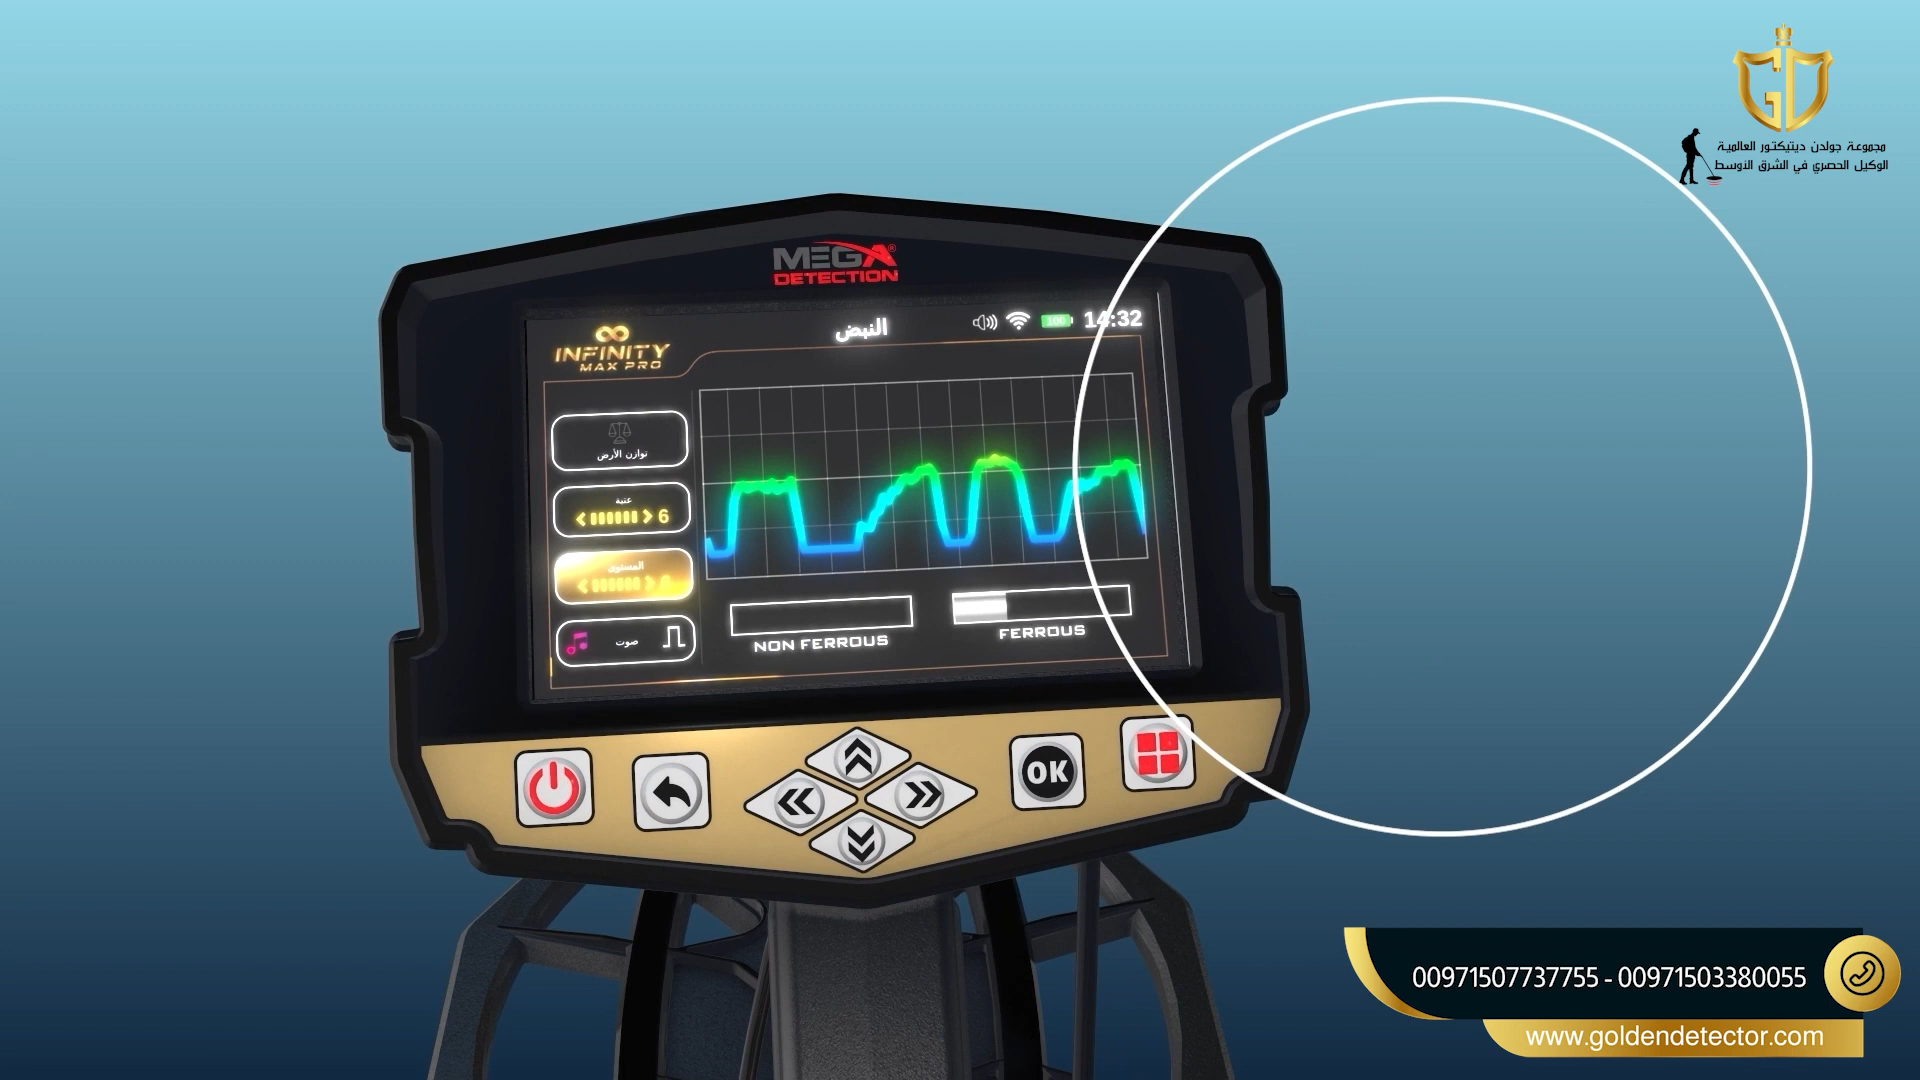 مجموعة جولدن ديتيكتور العالمية
الوكيل الحصري في الشرق الأوسط
MEGA
DETECTION
INFINITY
MAX PRO
النبض
100
14:32
توازن الأرض
عتبة
6
المستوى
صوت
NON FERROUS
FERROUS
OK
00971507737755 - 00971503380055
www.goldendetector.com